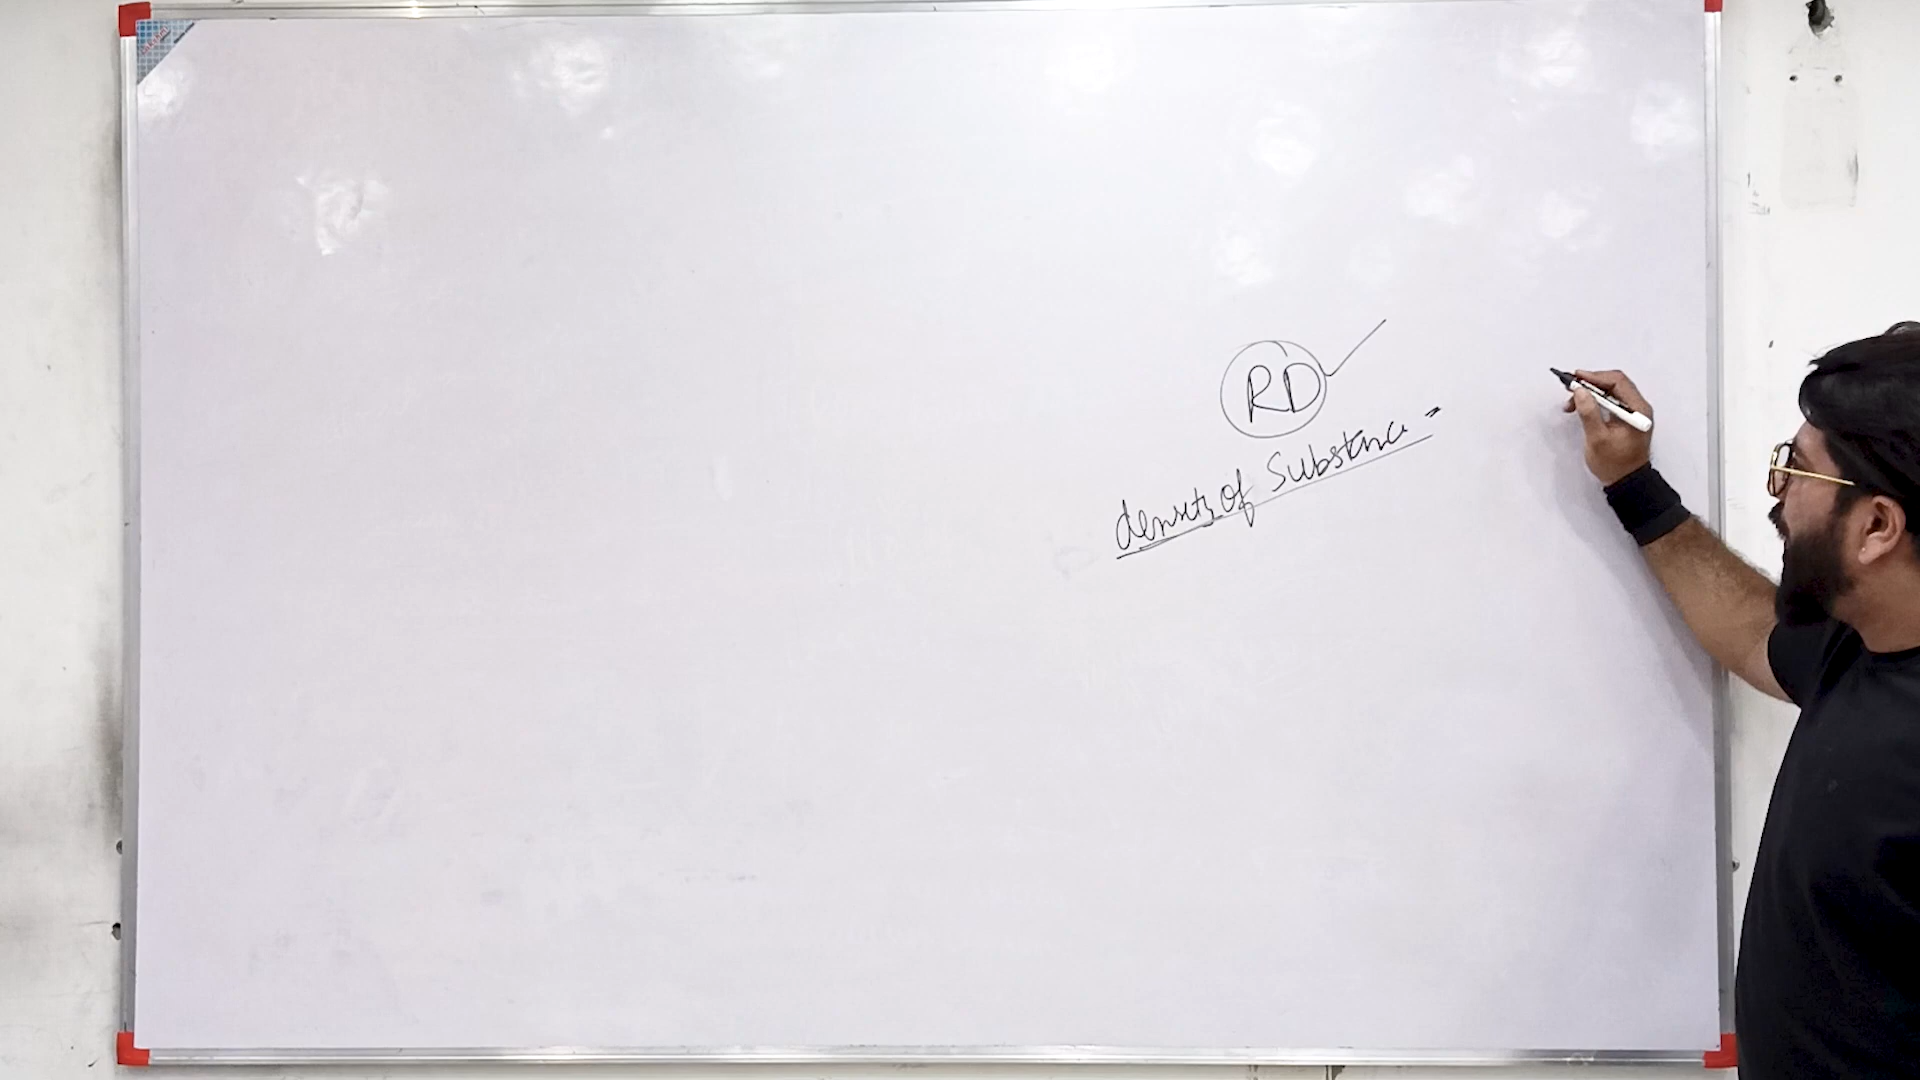 RD
density of Substance =